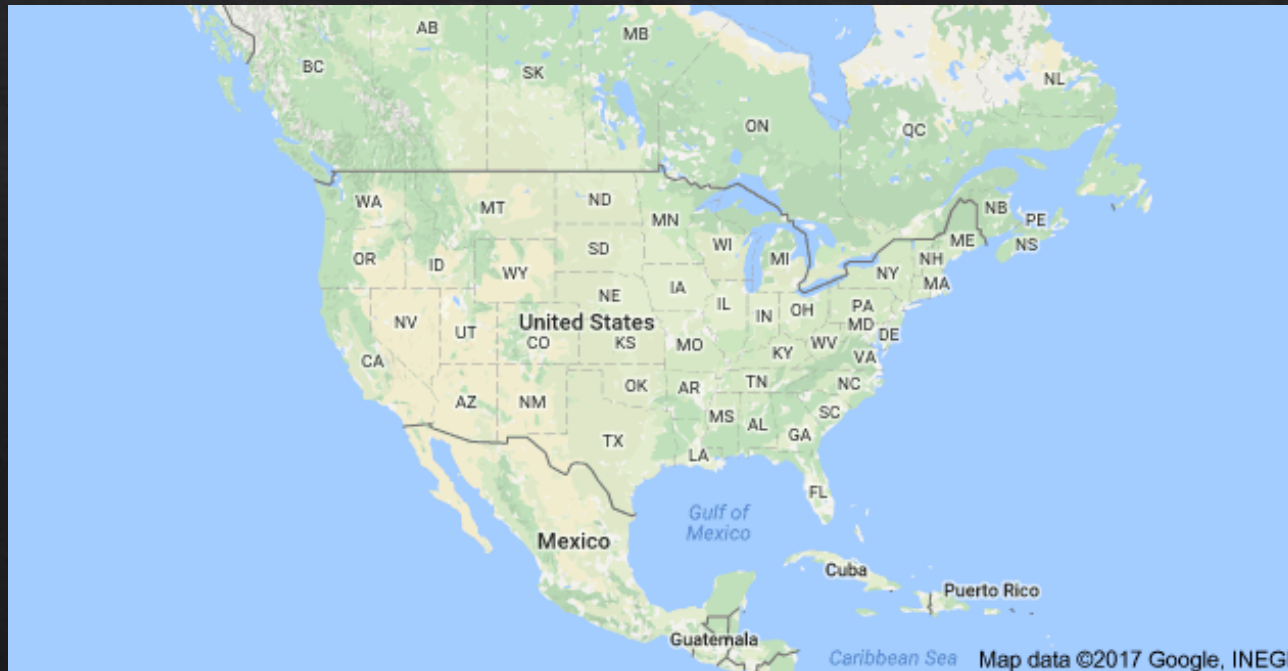 AB
MB
BC
SK
NL
ON
QC
WA
MT
ND
MN
NB
PE
OR
ID
SD
WI
MI
ME
NS
WY
NH
NY
NE
IA
MA
IL
IN
OH
PA
NV
UT
United States
CO
KS
MO
MD
DE
CA
KY
WV
VA
AZ
NM
OK
AR
TN
NC
TX
MS
AL
SC
GA
LA
FL
Gulf of
Mexico
Mexico
Cuba
Puerto Rico
Guatemala
Caribbean Sea
Map data ©2017 Google, INEG